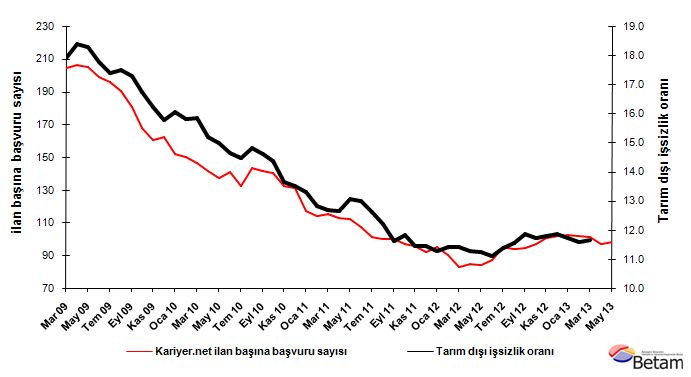 ilan başına başvuru sayısı
230
210
190
170
150
130
110
90
70
Tarım dışı işsizlik oranı
19.0
18.0
17.0
16.0
15.0
14.0
13.0
12.0
11.0
10.0
Mar 09
May 09
Tem 09
Eyl 09
Kas 09
Oca 10
Mar 10
May 10
Tem 10
Eyl 10
Kas 10
Oca 11
Mar 11
May 11
Tem 11
Eyl 11
Kas 11
Oca 12
Mar 12
May 12
Tem 12
Eyl 12
Kas 12
Oca 13
Mar 13
May 13
Kariyer.net ilan başına başvuru sayısı
Tarım dışı işsizlik oranı
Betam